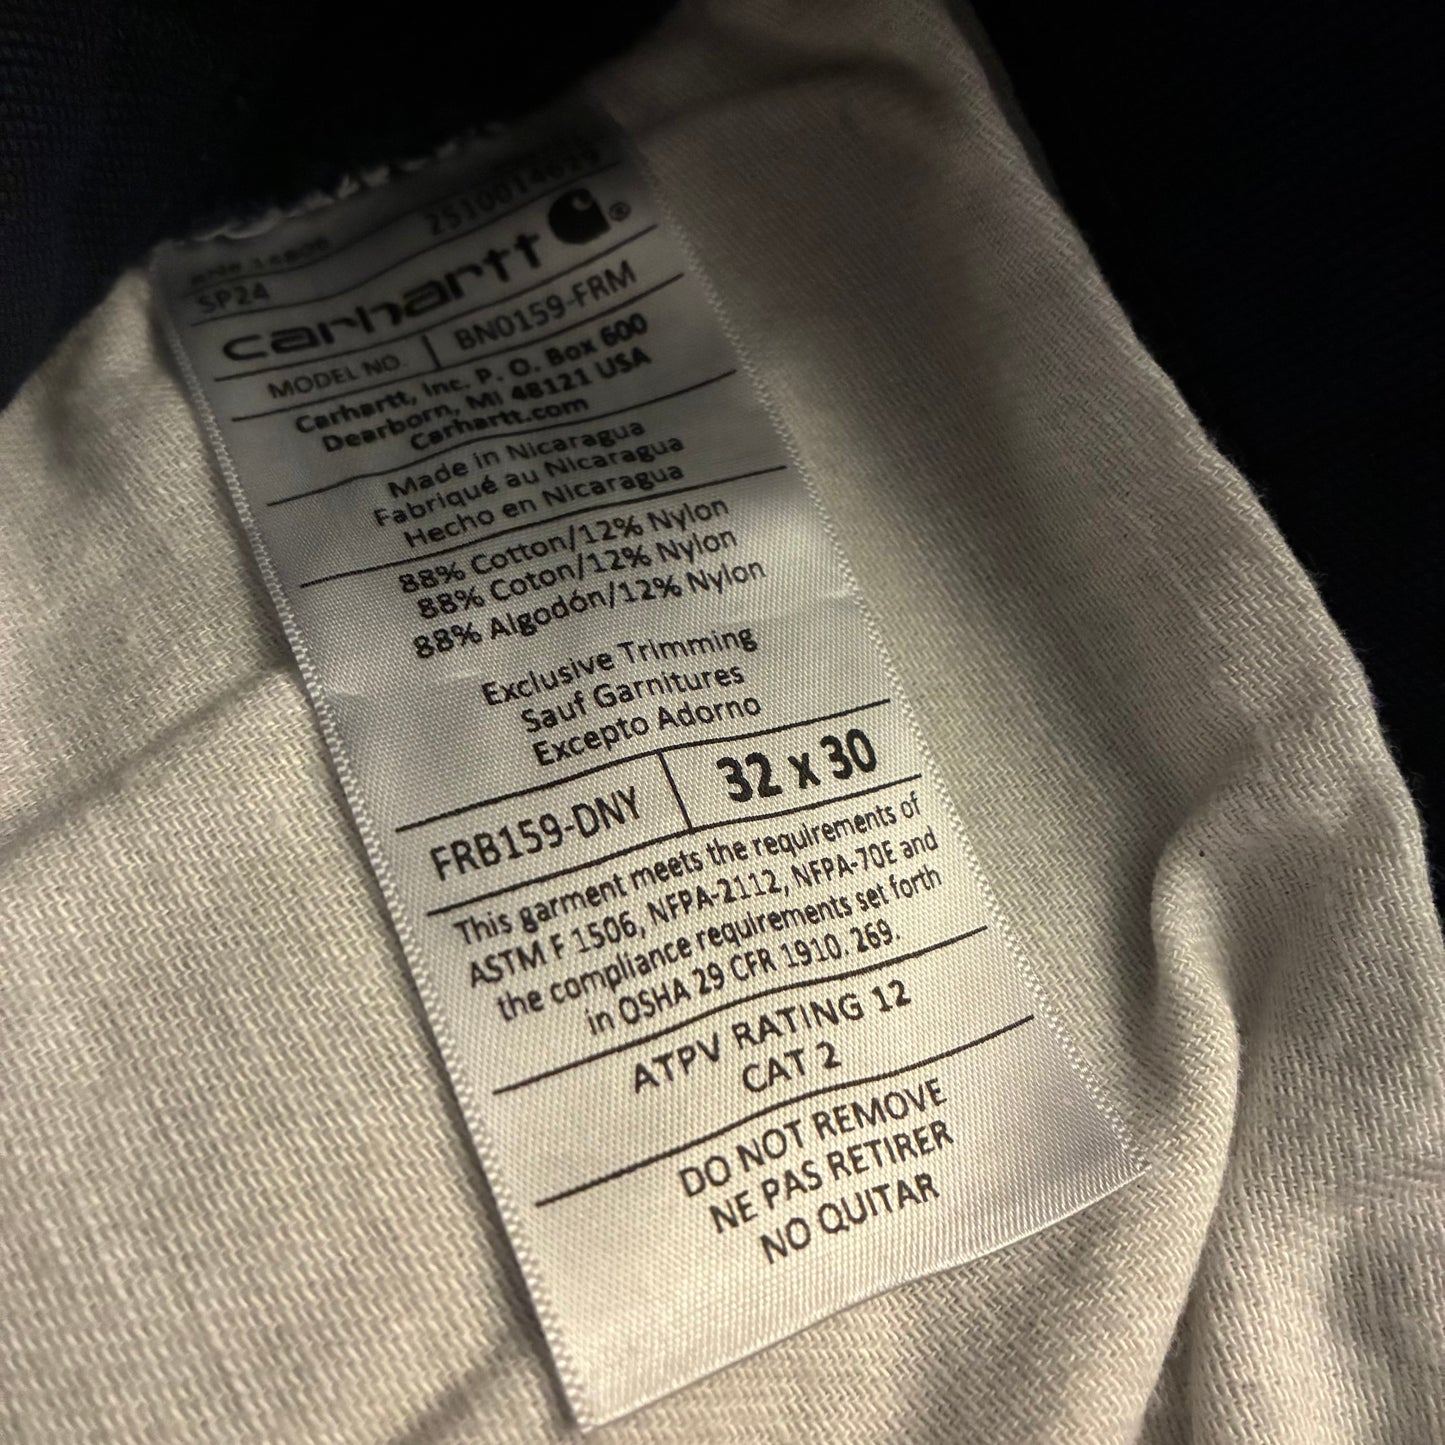 RN# 14806
2510014629
SP24
carhartt ®
MODEL NO. BN0159-FRM
Carhartt, Inc. P. O. Box 600
Dearborn, MI 48121 USA
Carhartt.com
Made in Nicaragua
Fabriqué au Nicaragua
Hecho en Nicaragua
88% Cotton/12% Nylon
88% Coton/12% Nylon
88% Algodón/12% Nylon
Exclusive Trimming
Sauf Garnitures
Excepto Adorno
FRB159-DNY 32 x 30
This garment meets the requirements of
ASTM F 1506, NFPA-2112, NFPA-70E and
the compliance requirements set forth
in OSHA 29 CFR 1910. 269.
ATPV RATING 12
CAT 2
DO NOT REMOVE
NE PAS RETIRER
NO QUITAR